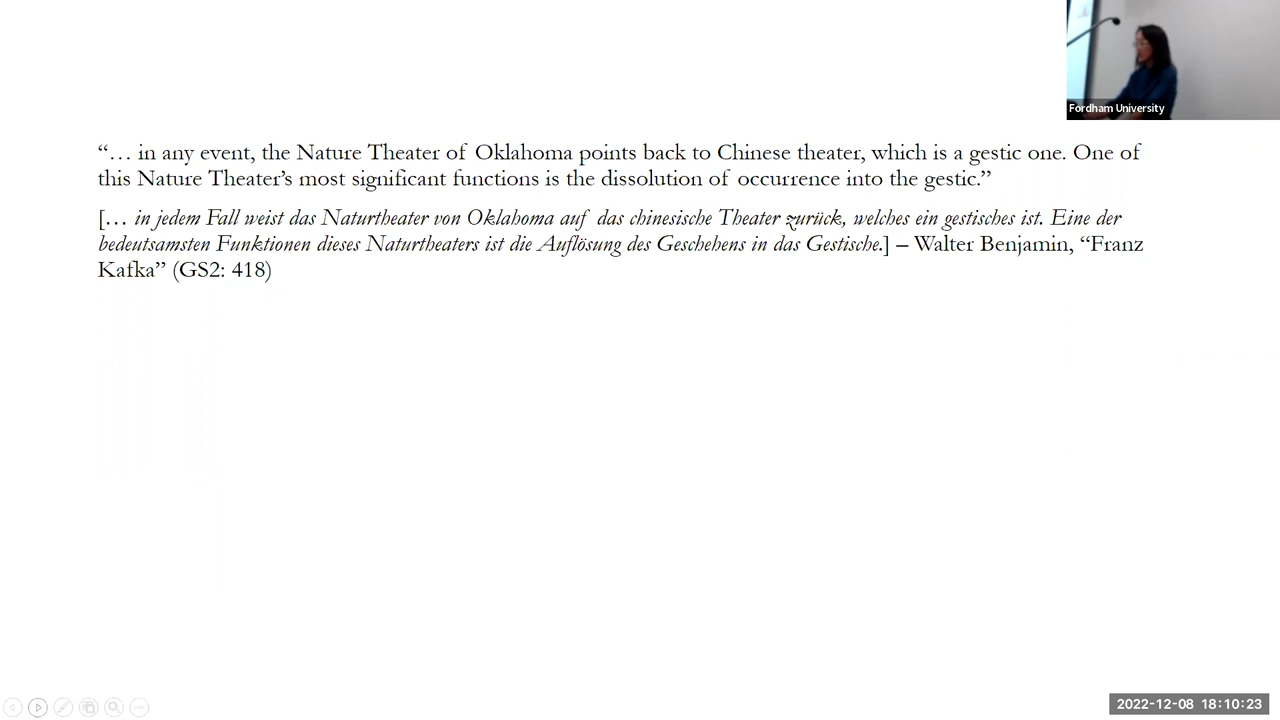 Fordham University
“… in any event, the Nature Theater of Oklahoma points back to Chinese theater, which is a gestic one. One of
this Nature Theater’s most significant functions is the dissolution of occurrence into the gestic.”
[… in jedem Fall weist das Naturtheater von Oklahoma auf das chinesische Theater zurück, welches ein gestisches ist. Eine der
bedeutsamsten Funktionen dieses Naturtheaters ist die Auflösung des Geschehens in das Gestische.] – Walter Benjamin, “Franz
Kafka” (GS2: 418)
2022-12-08 18:10:23